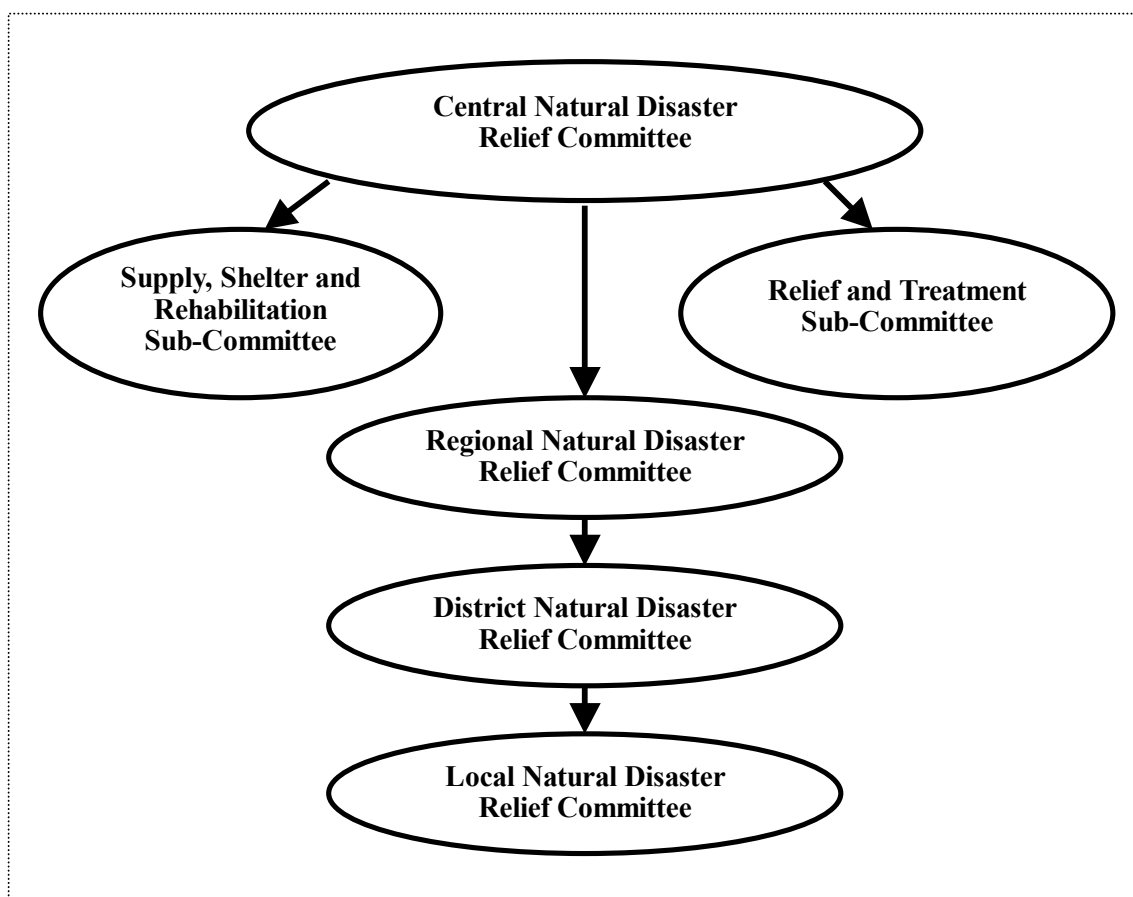 Central Natural Disaster
Relief Committee
Supply, Shelter and
Rehabilitation
Sub-Committee
Relief and Treatment
Sub-Committee
Regional Natural Disaster
Relief Committee
District Natural Disaster
Relief Committee
Local Natural Disaster
Relief Committee